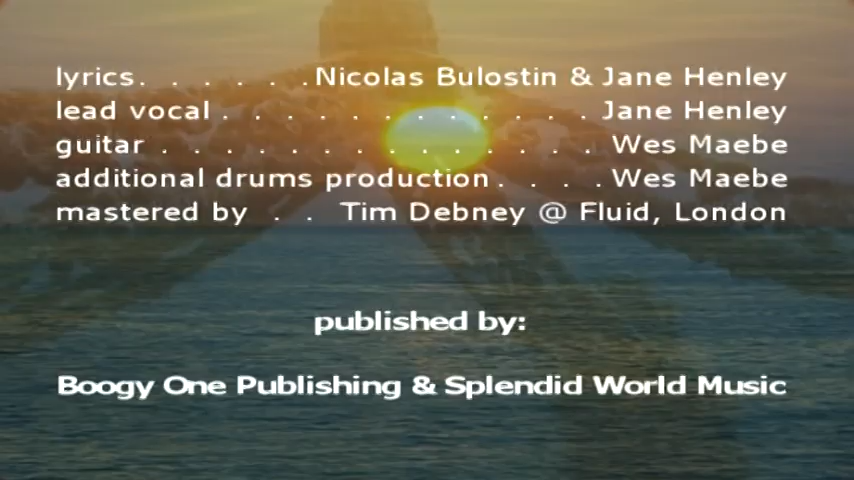 lyrics. . . . . .Nicolas Bulostin & Jane Henley
lead vocal . . . . . . . . . . . . Jane Henley
guitar . . . . . . . . . . . . . . Wes Maebe
additional drums production . . . . Wes Maebe
mastered by . . Tim Debney @ Fluid, London
published by:
Boogy One Publishing & Splendid World Music